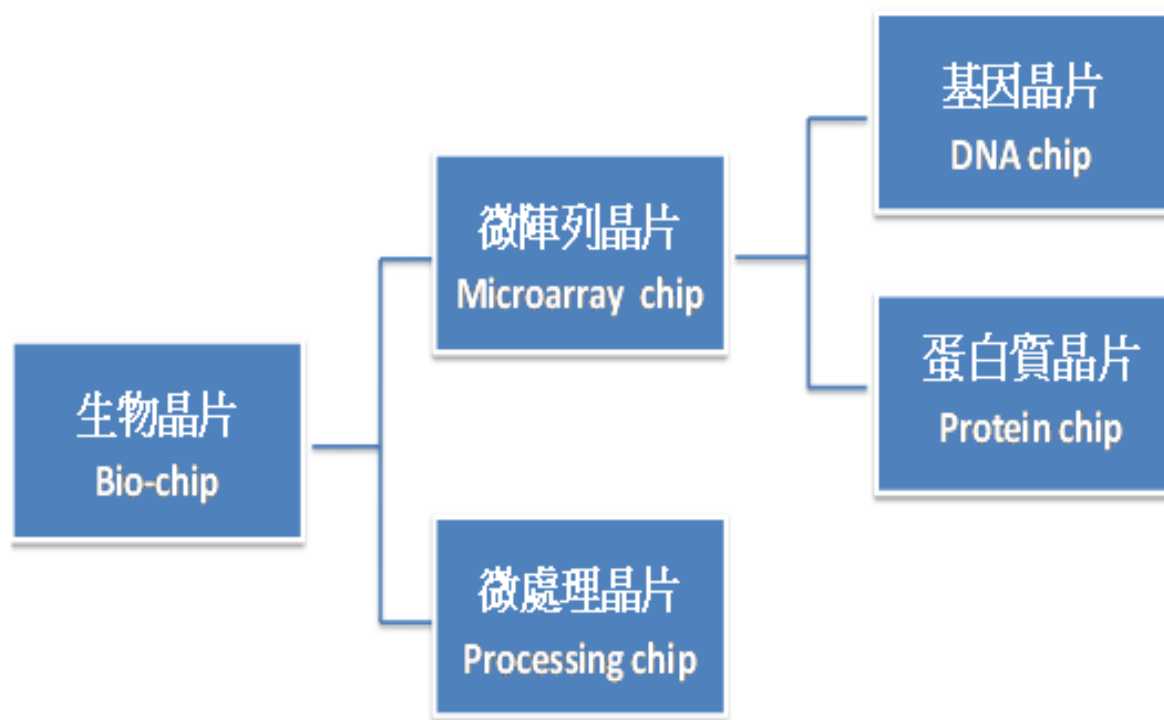 生物晶片
Bio-chip
微陣列晶片
Microarray chip
基因晶片
DNA chip
蛋白質晶片
Protein chip
微處理晶片
Processing chip